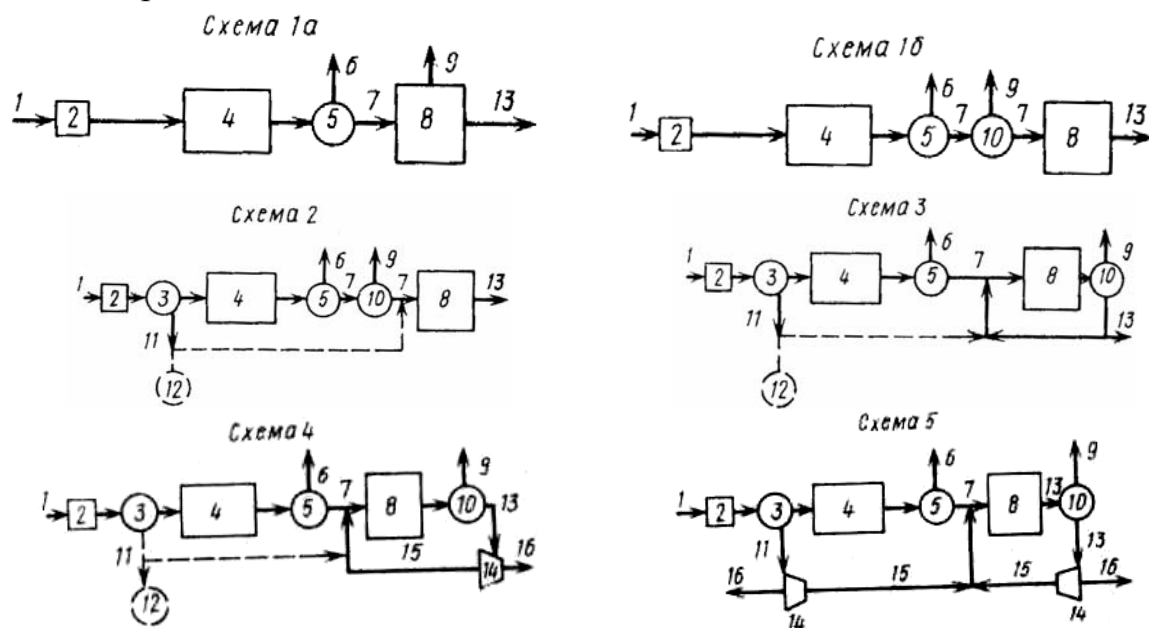 Схема 1а
1 2 4 5 6 7 8 9 13
Схема 1б
1 2 4 5 6 7 10 9 7 8 13
Схема 2
1 2 3 4 5 6 7 10 9 7 8 13
11
(12)
Схема 3
1 2 3 4 5 6 7 8 10 9
11 13
12
Схема 4
1 2 3 4 5 6 7 8 10 9 13
11 15 14 16
12
Схема 5
1 2 3 4 5 6 7 8 13 10 9
11 13
16 15 15 16
14 14